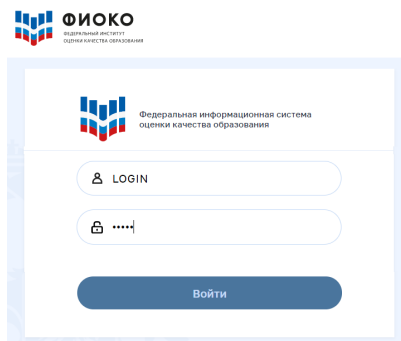 ФИОКО
ФЕДЕРАЛЬНЫЙ ИНСТИТУТ
ОЦЕНКИ КАЧЕСТВА ОБРАЗОВАНИЯ
Федеральная информационная система
оценки качества образования
LOGIN
•••••
Войти